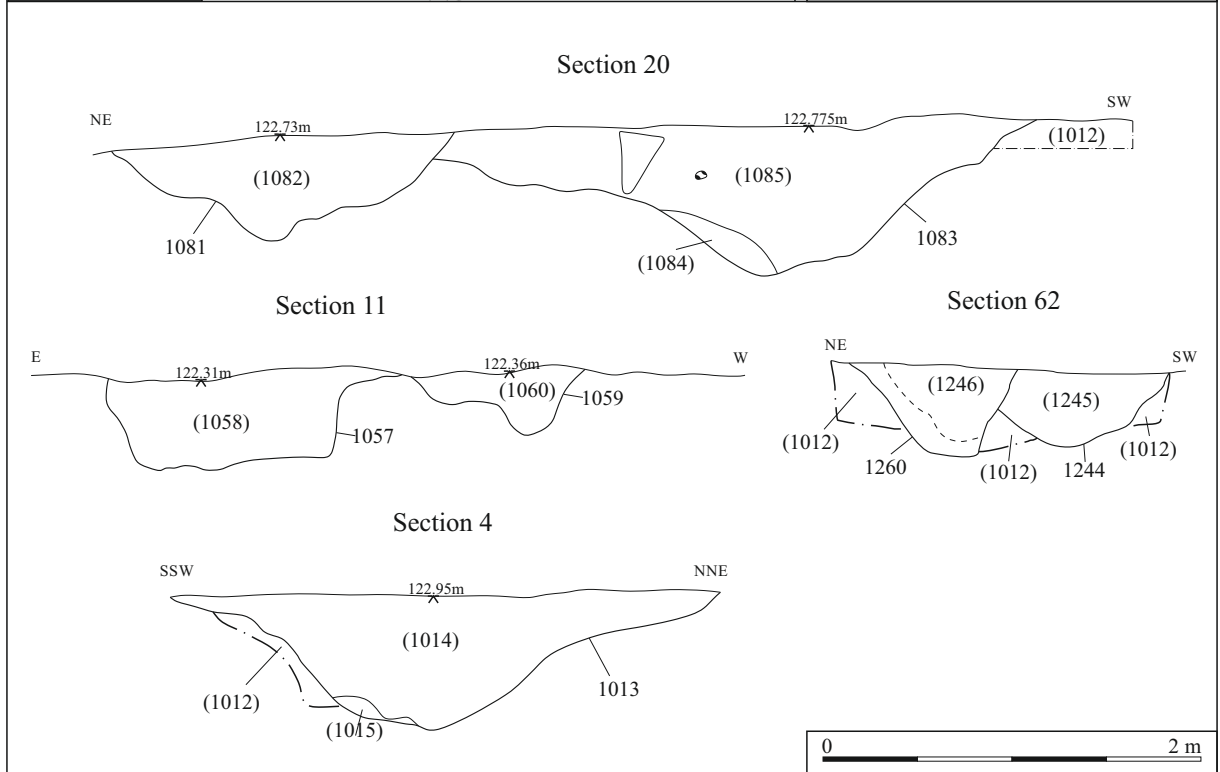 Section 20
NE
SW
122.73m
122.775m
(1012)
(1082)
(1085)
1081
1083
(1084)
Section 11
Section 62
E
W
NE
SW
122.31m
122.36m
(1060)
1059
(1058)
1057
(1246)
(1245)
(1012)
1260
(1012)
1244
(1012)
Section 4
SSW
NNE
122.95m
(1014)
(1012)
1013
(1015)
0
2 m